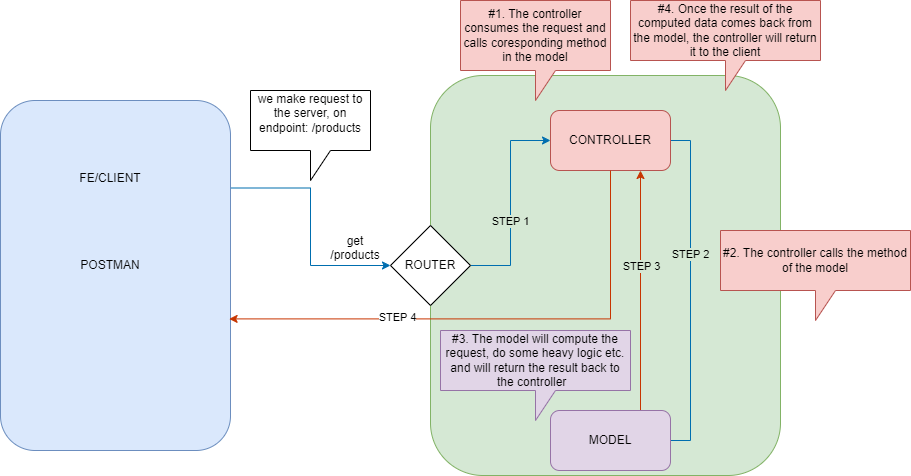 #1. The controller
consumes the request and
calls coresponding method
in the model
#4. Once the result of the
computed data comes back from
the model, the controller will return
it to the client
we make request to
the server, on
endpoint: /products
CONTROLLER
FE/CLIENT
STEP 1
get
/products
STEP 2
#2. The controller calls the method
of the model
POSTMAN
ROUTER
STEP 3
STEP 4
#3. The model will compute the
request, do some heavy logic etc.
and will return the result back to
the controller
MODEL